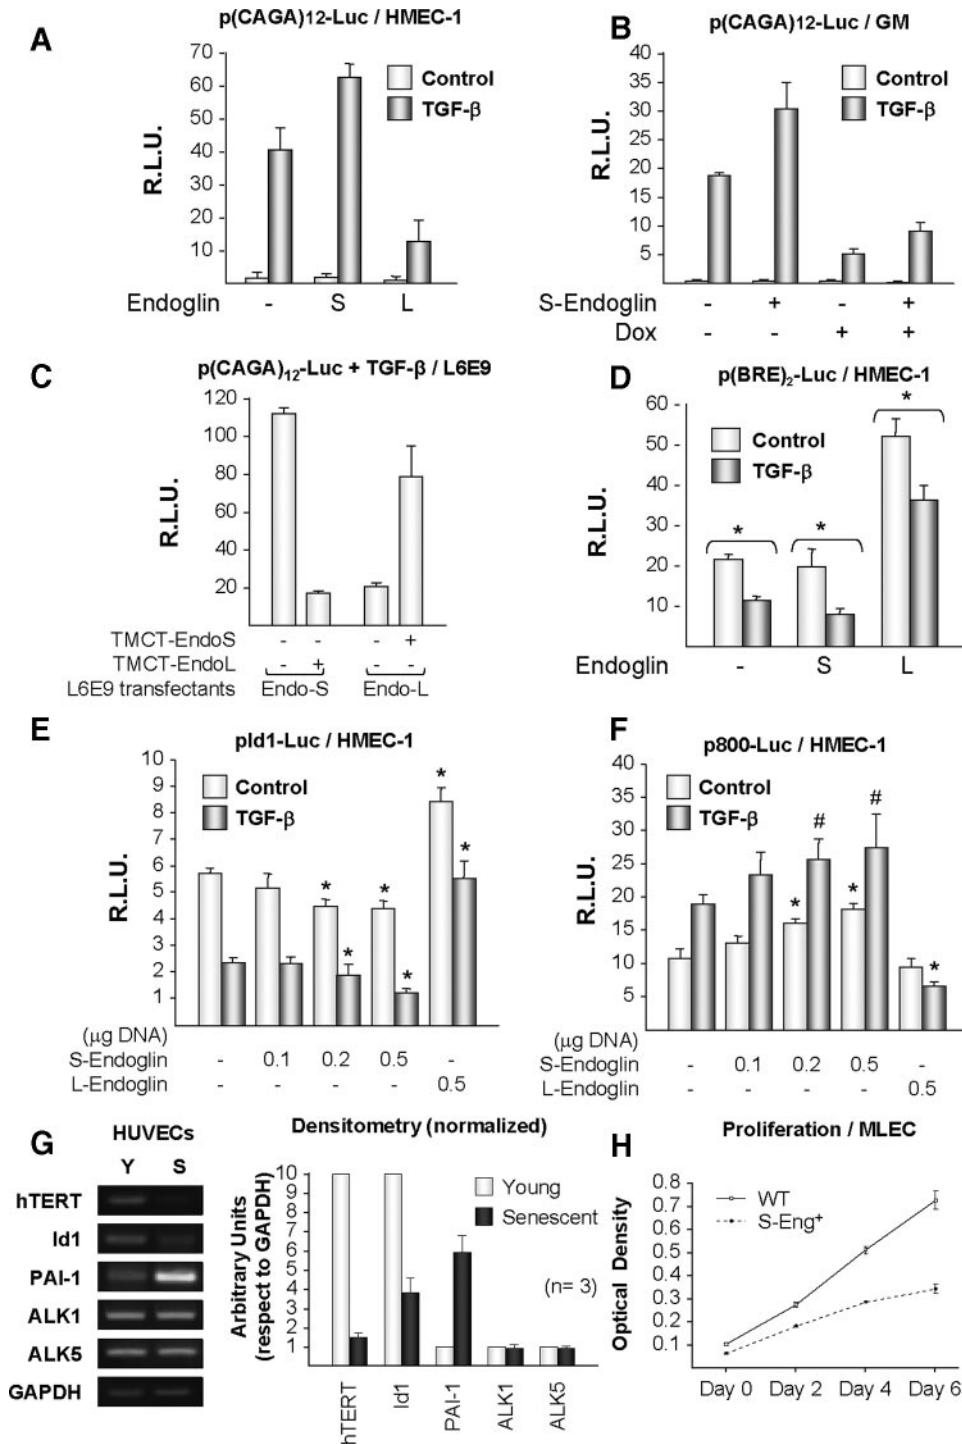 A
p(CAGA)12-Luc / HMEC-1
70
60
50
40
30
20
10
R.L.U.
Control
TGF-β
Endoglin - S L
B
p(CAGA)12-Luc / GM
40
35
30
25
20
15
10
5
R.L.U.
Control
TGF-β
S-Endoglin - + - +
Dox - - + +
C
p(CAGA)12-Luc + TGF-β / L6E9
120
100
80
60
40
20
R.L.U.
TMCT-EndoS - - - +
TMCT-EndoL - + - -
L6E9 transfectants Endo-S Endo-L
D
p(BRE)2-Luc / HMEC-1
60
50
40
30
20
10
R.L.U.
Control
TGF-β
* * *
Endoglin - S L
E
pId1-Luc / HMEC-1
10
9
8
7
6
5
4
3
2
1
R.L.U.
Control
TGF-β
* * * * * *
(µg DNA)
S-Endoglin - 0.1 0.2 0.5 -
L-Endoglin - - - - 0.5
F
p800-Luc / HMEC-1
40
35
30
25
20
15
10
5
R.L.U.
Control
TGF-β
* # * # *
(µg DNA)
S-Endoglin - 0.1 0.2 0.5 -
L-Endoglin - - - - 0.5
G
HUVECs
Y S
hTERT
Id1
PAI-1
ALK1
ALK5
GAPDH
Densitometry (normalized)
Arbitrary Units
(respect to GAPDH)
10
8
6
4
2
1
Young
Senescent
(n= 3)
hTERT
Id1
PAI-1
ALK1
ALK5
H
Proliferation / MLEC
Optical Density
0.8
0.7
0.6
0.5
0.4
0.3
0.2
0.1
WT
S-Eng+
Day 0 Day 2 Day 4 Day 6